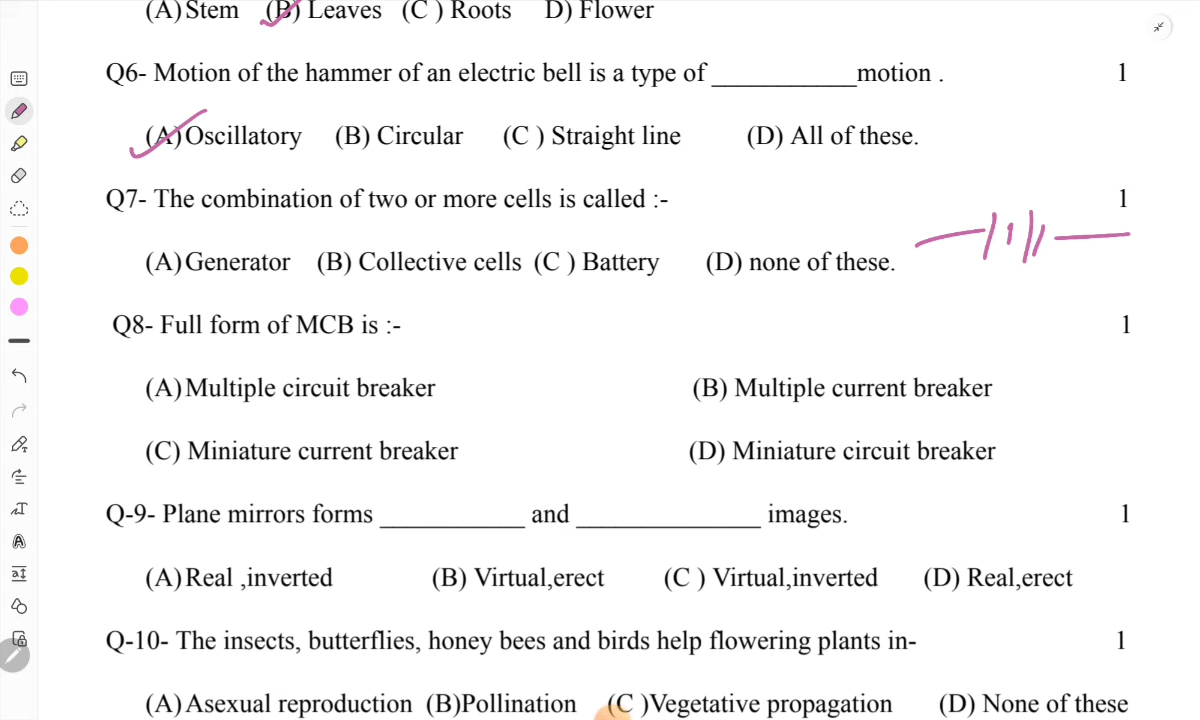 (A) Stem (B) Leaves (C ) Roots D) Flower
Q6- Motion of the hammer of an electric bell is a type of ___________motion . 1
(A) Oscillatory (B) Circular (C ) Straight line (D) All of these.
Q7- The combination of two or more cells is called :- 1
(A) Generator (B) Collective cells (C ) Battery (D) none of these.
Q8- Full form of MCB is :- 1
(A) Multiple circuit breaker (B) Multiple current breaker
(C) Miniature current breaker (D) Miniature circuit breaker
Q-9- Plane mirrors forms ___________ and ______________ images. 1
(A) Real ,inverted (B) Virtual,erect (C ) Virtual,inverted (D) Real,erect
Q-10- The insects, butterflies, honey bees and birds help flowering plants in- 1
(A) Asexual reproduction (B)Pollination (C )Vegetative propagation (D) None of these